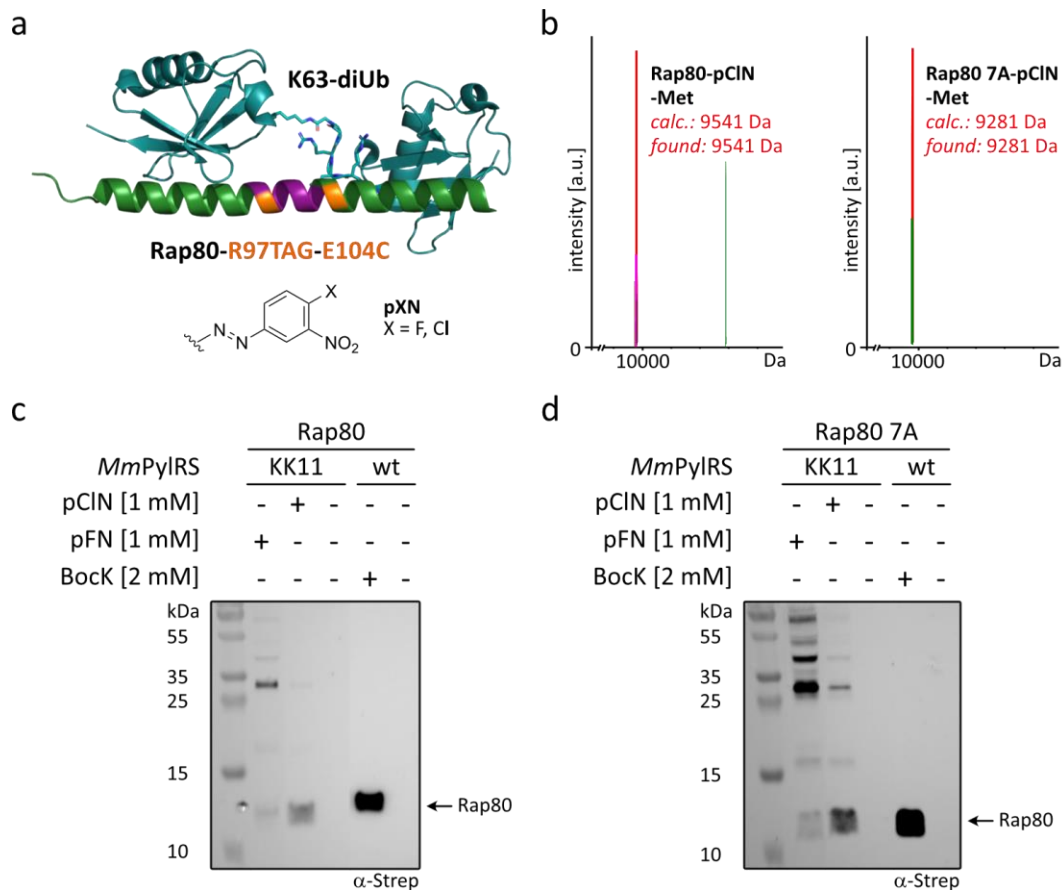 a
K63-diUb
Rap80-R97TAG-E104C
N
N
X
NO2
pXN
X = F, Cl
b
intensity [a.u.]
0
10000
Da
Rap80-pClN
-Met
calc.: 9541 Da
found: 9541 Da
intensity [a.u.]
0
10000
Da
Rap80 7A-pClN
-Met
calc.: 9281 Da
found: 9281 Da
c
Rap80
MmPylRS KK11 wt
pClN [1 mM] - + - - -
pFN [1 mM] + - - - -
BocK [2 mM] - - - + -
kDa
55
35
25
15
10
← Rap80
α-Strep
d
Rap80 7A
MmPylRS KK11 wt
pClN [1 mM] - + - - -
pFN [1 mM] + - - - -
BocK [2 mM] - - - + -
kDa
55
35
25
15
10
← Rap80
α-Strep